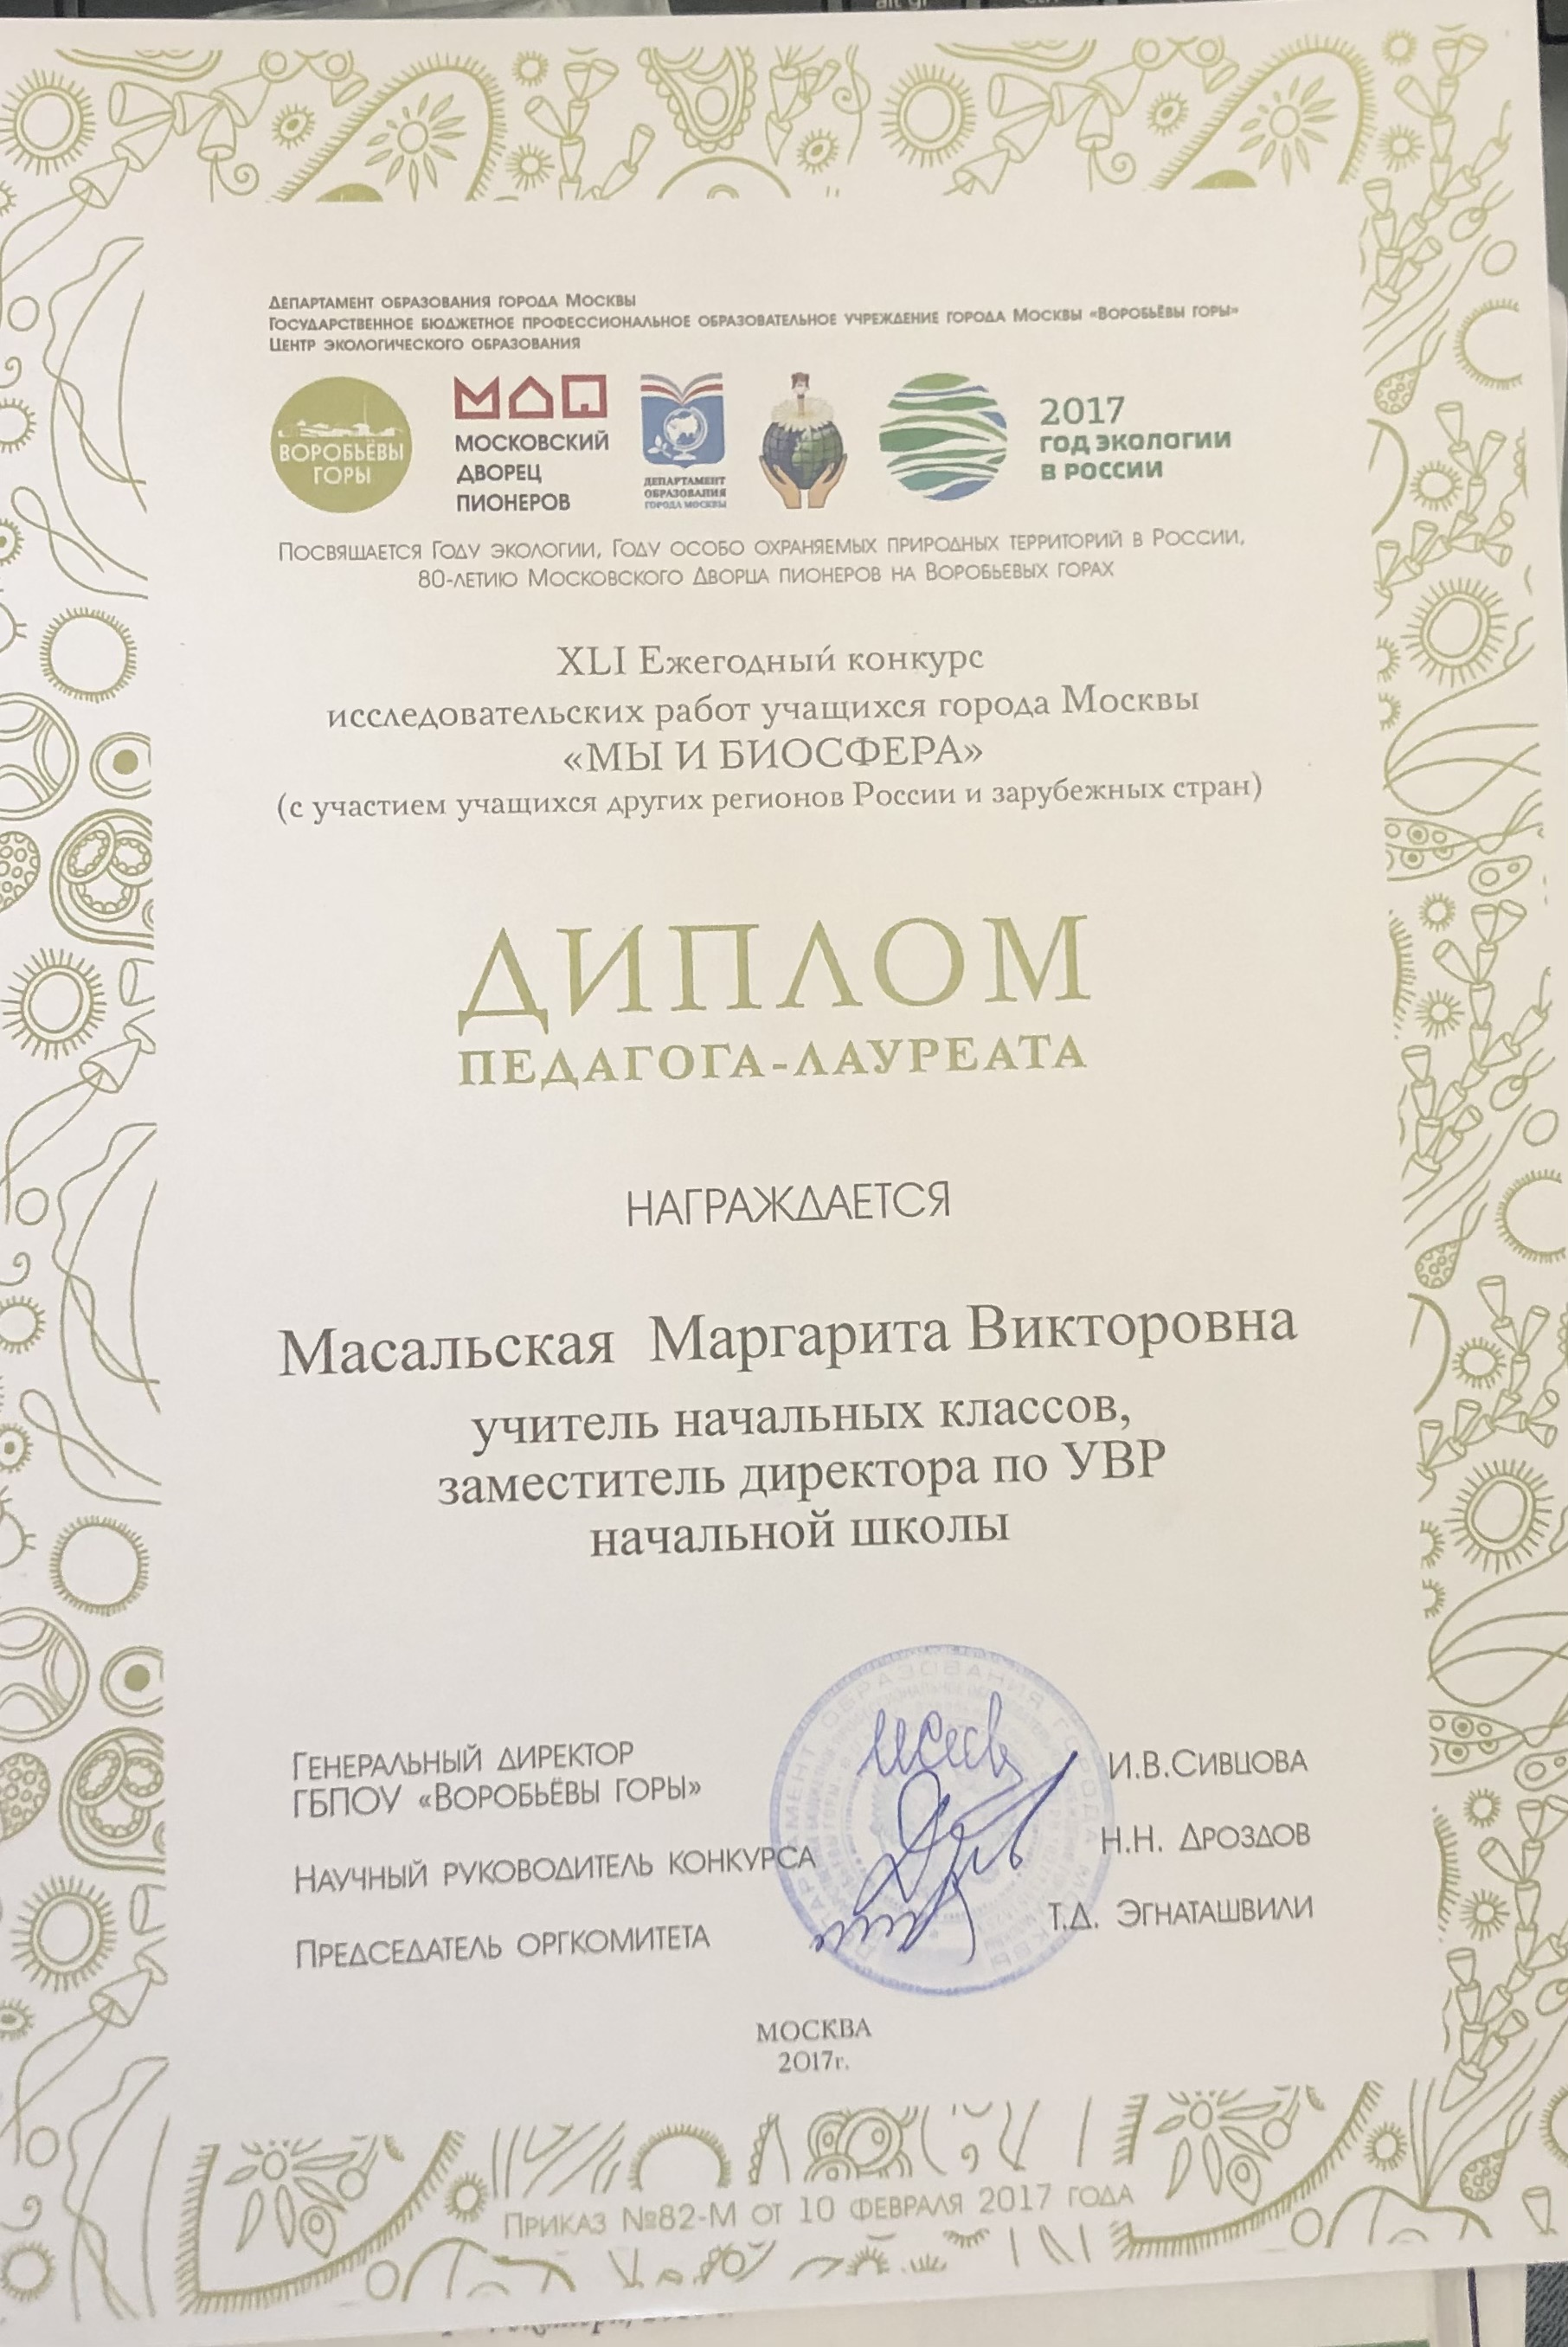 Департамент образования города Москвы
Государственное бюджетное профессиональное образовательное учреждение города Москвы «Воробьёвы горы»
Центр экологического образования
ВОРОБЬЁВЫ
ГОРЫ
МДП
МОСКОВСКИЙ
ДВОРЕЦ
ПИОНЕРОВ
ДЕПАРТАМЕНТ
ОБРАЗОВАНИЯ
ГОРОДА МОСКВЫ
2017
ГОД ЭКОЛОГИИ
В РОССИИ
Посвящается Году экологии, Году особо охраняемых природных территорий в России,
80-летию Московского Дворца пионеров на Воробьевых горах
XLI Ежегодный конкурс
исследовательских работ учащихся города Москвы
«МЫ И БИОСФЕРА»
(с участием учащихся других регионов России и зарубежных стран)
ДИПЛОМ
ПЕДАГОГА-ЛАУРЕАТА
НАГРАЖДАЕТСЯ
Масальская Маргарита Викторовна
учитель начальных классов,
заместитель директора по УВР
начальной школы
Генеральный директор
ГБПОУ «Воробьёвы горы»
И.В.Сивцова
Научный руководитель конкурса
Н.Н. Дроздов
Председатель оргкомитета
Т.Д. Эгнаташвили
МОСКВА
2017г.
Приказ №82-М от 10 февраля 2017 года